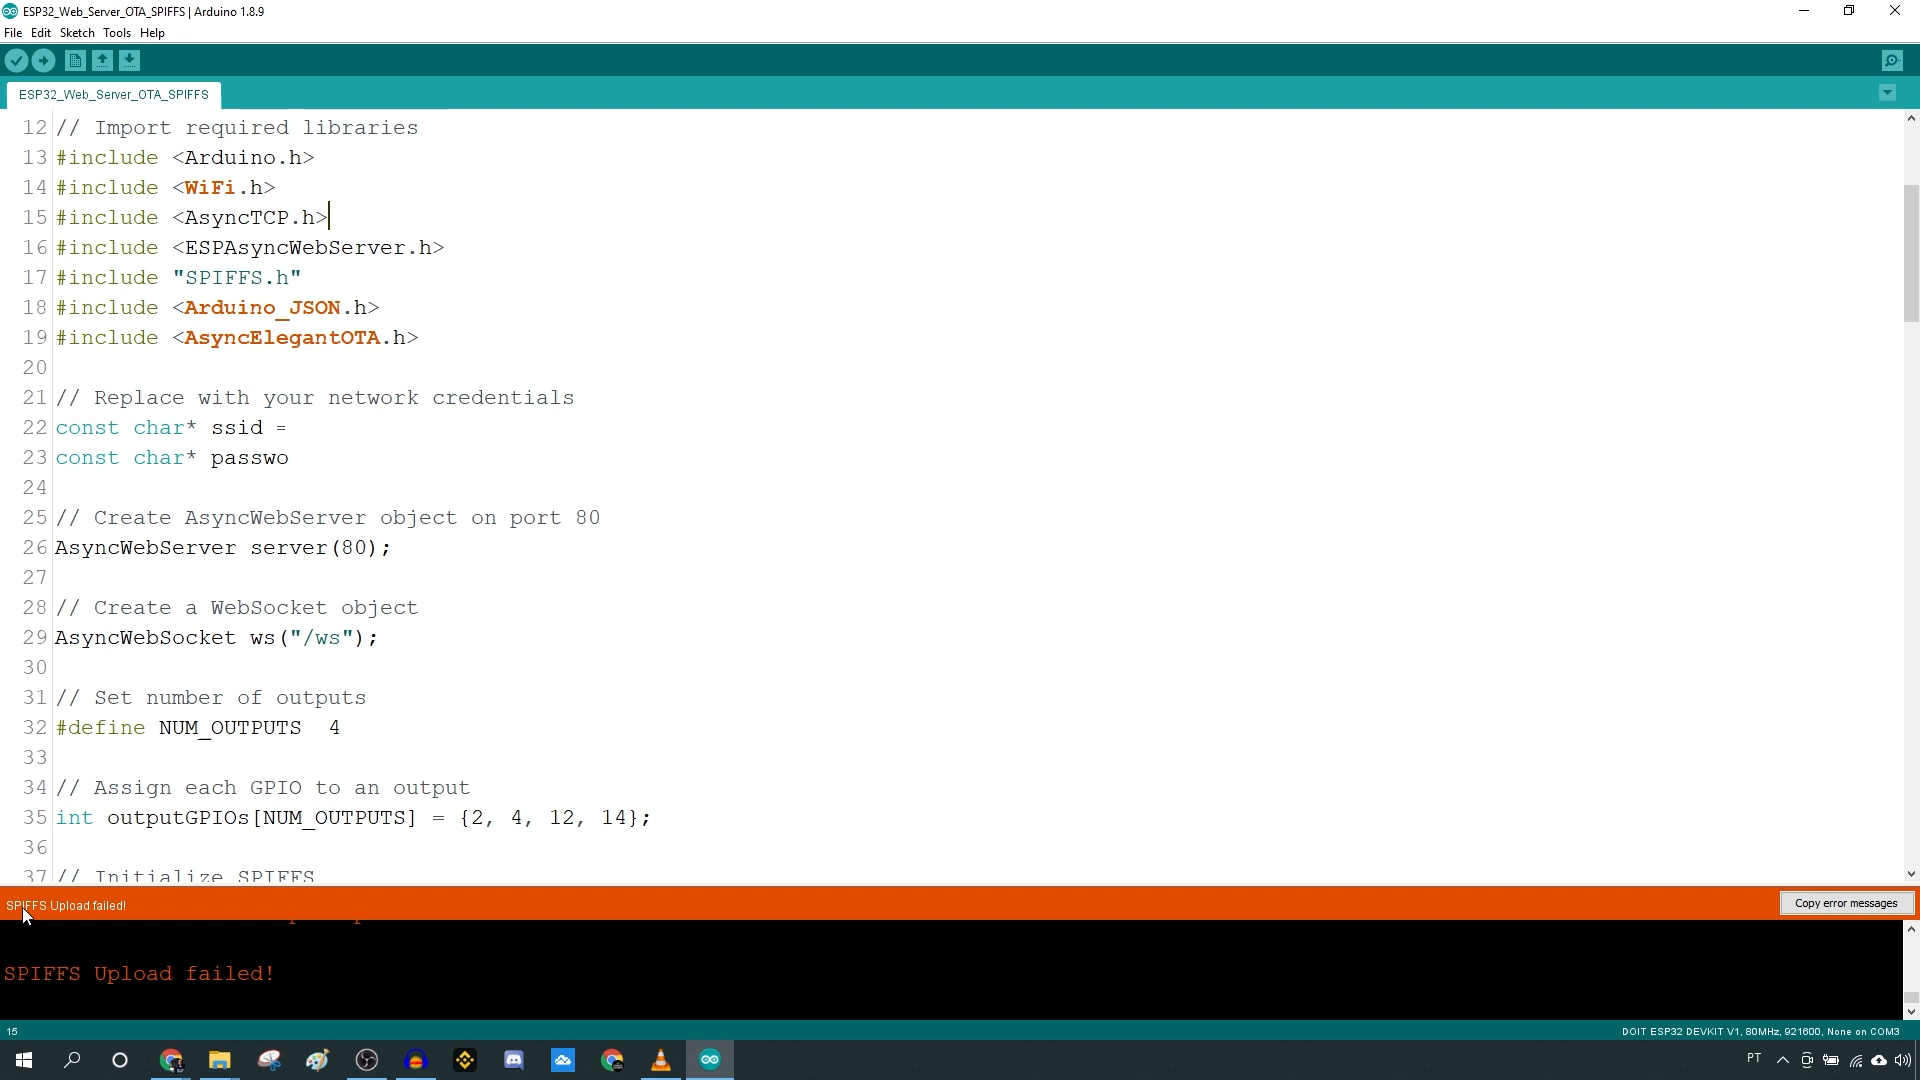 ESP32_Web_Server_OTA_SPIFFS | Arduino 1.8.9
File Edit Sketch Tools Help
ESP32_Web_Server_OTA_SPIFFS
12 // Import required libraries
13 #include <Arduino.h>
14 #include <WiFi.h>
15 #include <AsyncTCP.h>
16 #include <ESPAsyncWebServer.h>
17 #include "SPIFFS.h"
18 #include <Arduino_JSON.h>
19 #include <AsyncElegantOTA.h>
20
21 // Replace with your network credentials
22 const char* ssid =
23 const char* passwo
24
25 // Create AsyncWebServer object on port 80
26 AsyncWebServer server(80);
27
28 // Create a WebSocket object
29 AsyncWebSocket ws("/ws");
30
31 // Set number of outputs
32 #define NUM_OUTPUTS  4
33
34 // Assign each GPIO to an output
35 int outputGPIOs[NUM_OUTPUTS] = {2, 4, 12, 14};
36
37 // Initialize SPIFFS
SPIFFS Upload failed!
Copy error messages
SPIFFS Upload failed!
15
DOIT ESP32 DEVKIT V1, 80MHz, 921600, None on COM3
PT